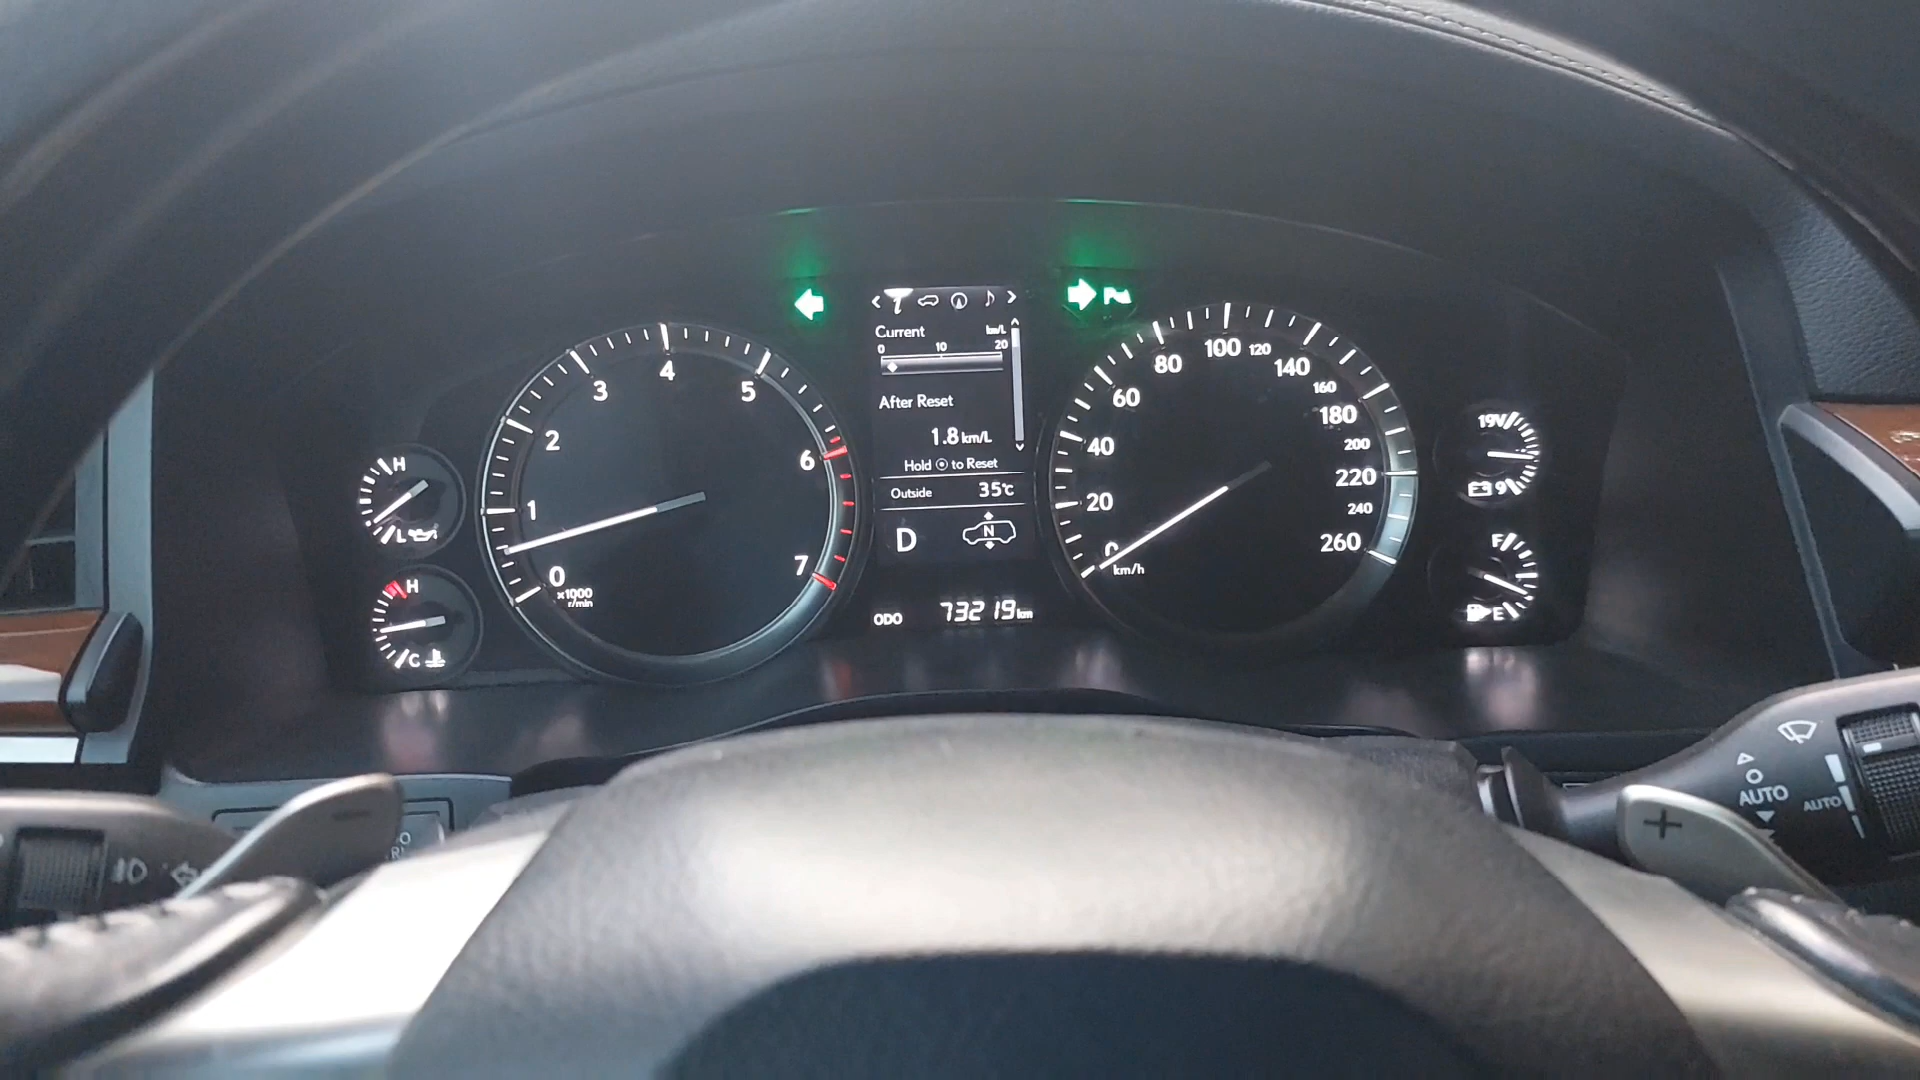 Current
km/L
0 10 20
After Reset
1.8 km/L
Hold to Reset
Outside 35℃
D
N
ODO 73219 km
H
L
H
C
0
1
2
3
4
5
6
7
×1000
r/min
0
20
40
60
80
100
120
140
160
180
200
220
240
260
km/h
19V
9
F
E
AUTO
AUTO